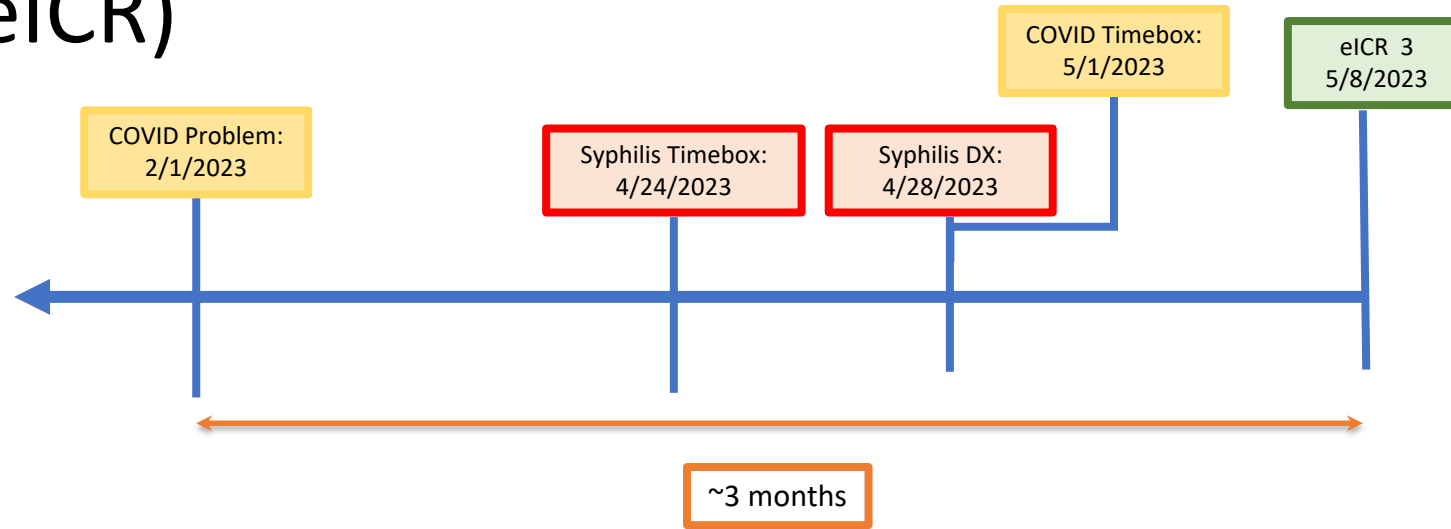 eICR)
COVID Problem:
2/1/2023
Syphilis Timebox:
4/24/2023
Syphilis DX:
4/28/2023
COVID Timebox:
5/1/2023
eICR 3
5/8/2023
~3 months